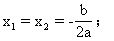 x₁ = x₂ = -b/2a ;